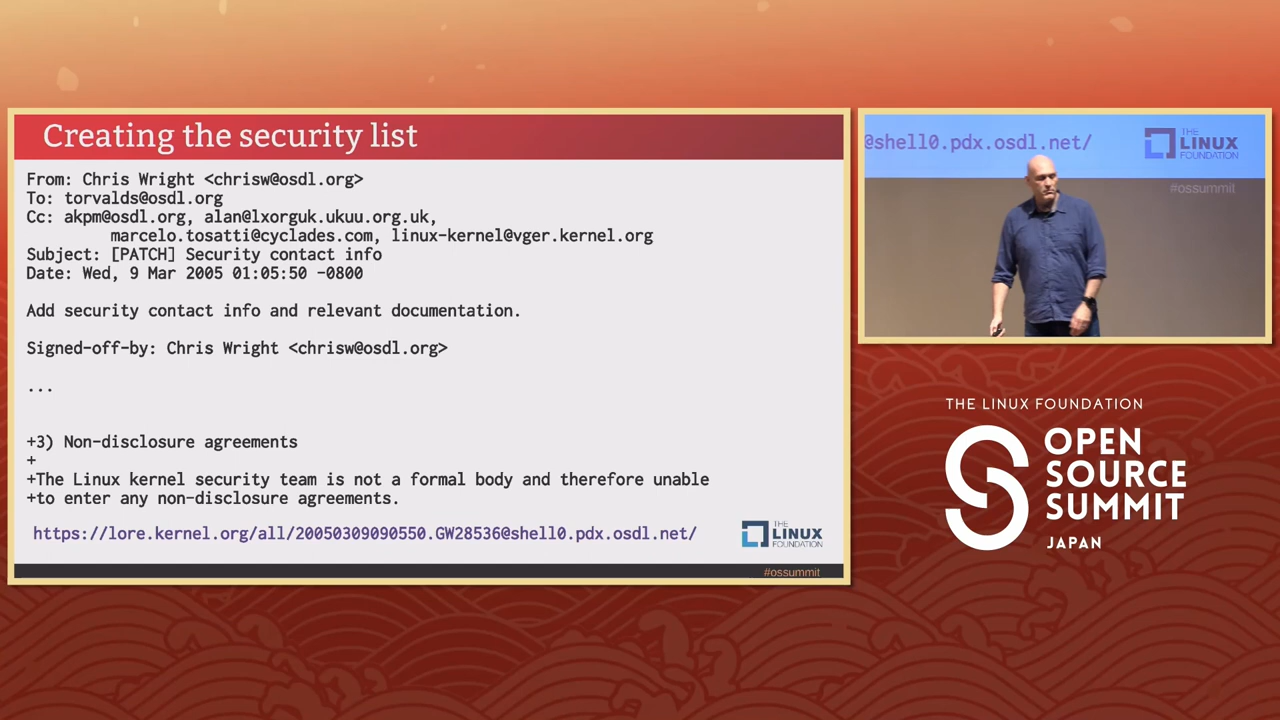 Creating the security list
From: Chris Wright <chrisw@osdl.org>
To: torvalds@osdl.org
Cc: akpm@osdl.org, alan@lxorguk.ukuu.org.uk,
marcelo.tosatti@cyclades.com, linux-kernel@vger.kernel.org
Subject: [PATCH] Security contact info
Date: Wed, 9 Mar 2005 01:05:50 -0800
Add security contact info and relevant documentation.
Signed-off-by: Chris Wright <chrisw@osdl.org>
...
+3) Non-disclosure agreements
+
+The Linux kernel security team is not a formal body and therefore unable
+to enter any non-disclosure agreements.
https://lore.kernel.org/all/20050309090550.GW28536@shell0.pdx.osdl.net/
THE
LINUX
FOUNDATION
#ossummit
@shell0.pdx.osdl.net/
THE
LINUX
FOUNDATION
#ossummit
THE LINUX FOUNDATION
OPEN
SOURCE
SUMMIT
JAPAN